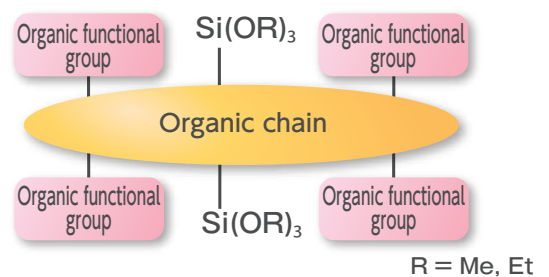 Organic functional
group
Si(OR)₃
Organic functional
group
Organic chain
Organic functional
group
Si(OR)₃
Organic functional
group
R = Me, Et